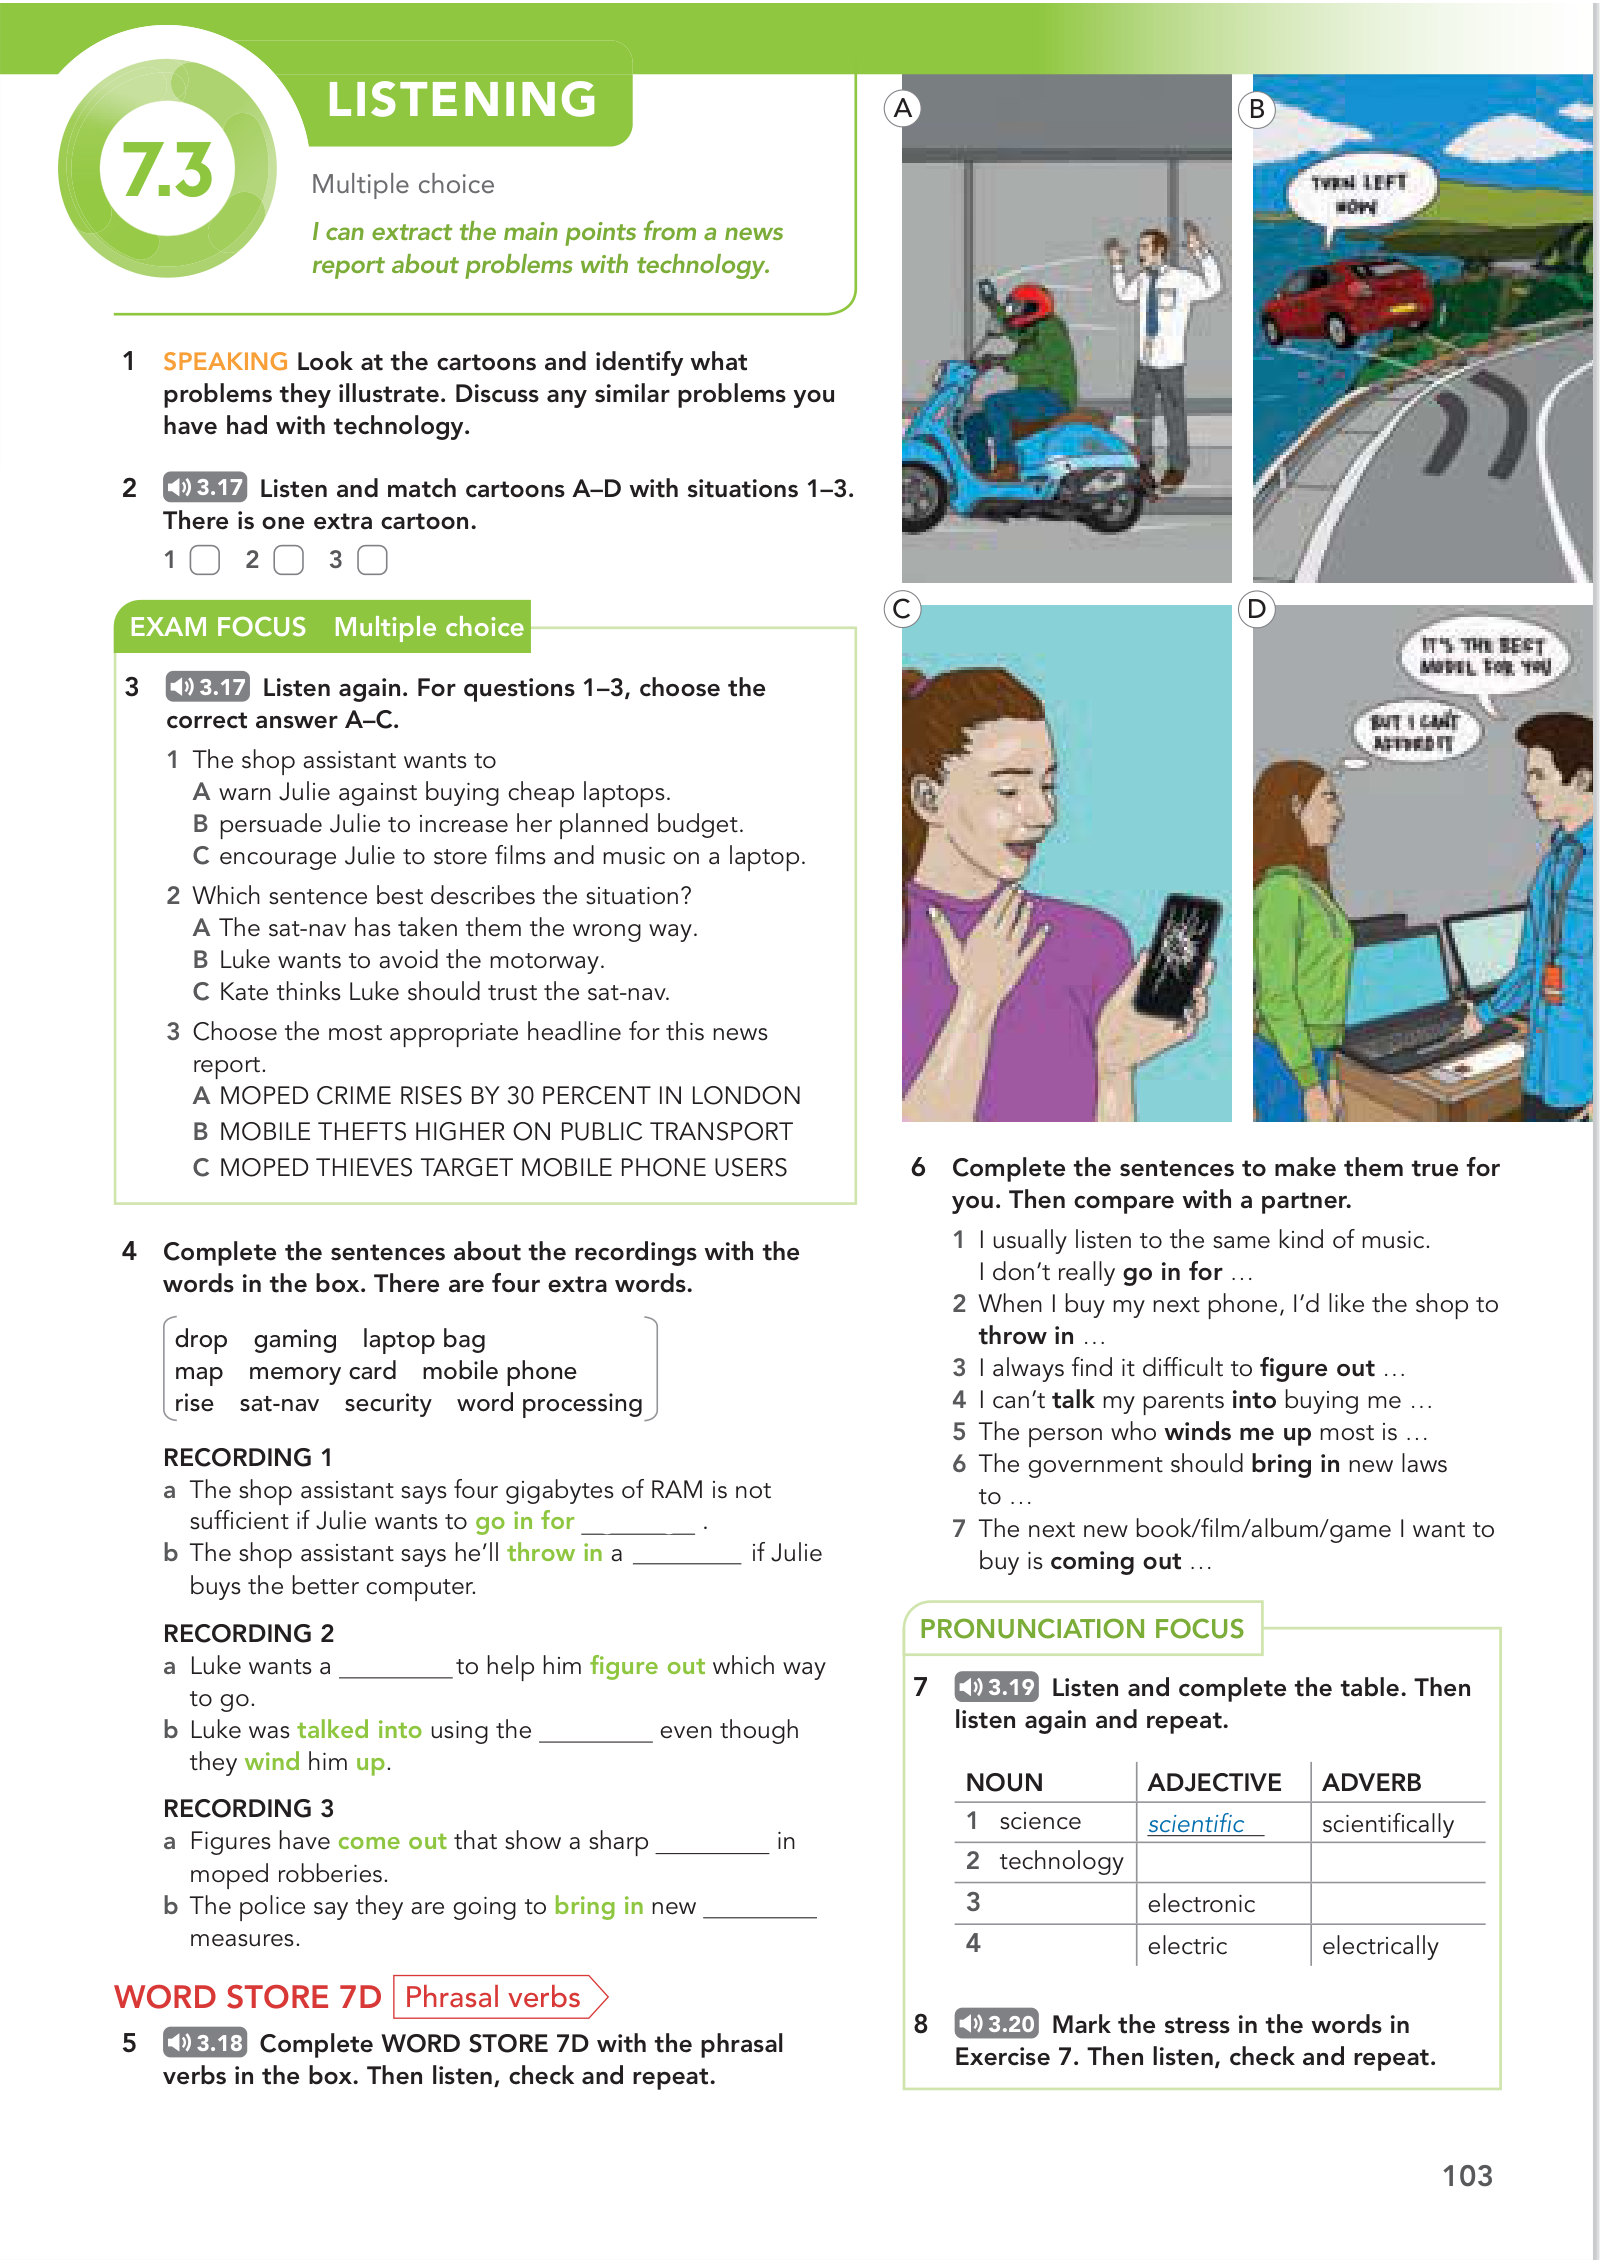 7.3
LISTENING
Multiple choice
I can extract the main points from a news
report about problems with technology.
1 SPEAKING Look at the cartoons and identify what
problems they illustrate. Discuss any similar problems you
have had with technology.
2 3.17 Listen and match cartoons A–D with situations 1–3.
There is one extra cartoon.
1 2 3
EXAM FOCUS Multiple choice
3 3.17 Listen again. For questions 1–3, choose the
correct answer A–C.
1 The shop assistant wants to
A warn Julie against buying cheap laptops.
B persuade Julie to increase her planned budget.
C encourage Julie to store films and music on a laptop.
2 Which sentence best describes the situation?
A The sat-nav has taken them the wrong way.
B Luke wants to avoid the motorway.
C Kate thinks Luke should trust the sat-nav.
3 Choose the most appropriate headline for this news
report.
A MOPED CRIME RISES BY 30 PERCENT IN LONDON
B MOBILE THEFTS HIGHER ON PUBLIC TRANSPORT
C MOPED THIEVES TARGET MOBILE PHONE USERS
4 Complete the sentences about the recordings with the
words in the box. There are four extra words.
drop gaming laptop bag
map memory card mobile phone
rise sat-nav security word processing
RECORDING 1
a The shop assistant says four gigabytes of RAM is not
sufficient if Julie wants to go in for ________ .
b The shop assistant says he'll throw in a ________ if Julie
buys the better computer.
RECORDING 2
a Luke wants a ________ to help him figure out which way
to go.
b Luke was talked into using the ________ even though
they wind him up.
RECORDING 3
a Figures have come out that show a sharp ________ in
moped robberies.
b The police say they are going to bring in new ________
measures.
WORD STORE 7D Phrasal verbs
5 3.18 Complete WORD STORE 7D with the phrasal
verbs in the box. Then listen, check and repeat.
A
B
TURN LEFT
NOW
C
D
IT'S THE BEST
MODEL FOR YOU
BUT I CAN'T
AFFORD IT
6 Complete the sentences to make them true for
you. Then compare with a partner.
1 I usually listen to the same kind of music.
I don't really go in for …
2 When I buy my next phone, I'd like the shop to
throw in …
3 I always find it difficult to figure out …
4 I can't talk my parents into buying me …
5 The person who winds me up most is …
6 The government should bring in new laws
to …
7 The next new book/film/album/game I want to
buy is coming out …
PRONUNCIATION FOCUS
7 3.19 Listen and complete the table. Then
listen again and repeat.
NOUN ADJECTIVE ADVERB
1 science scientific scientifically
2 technology
3 electronic
4 electric electrically
8 3.20 Mark the stress in the words in
Exercise 7. Then listen, check and repeat.
103